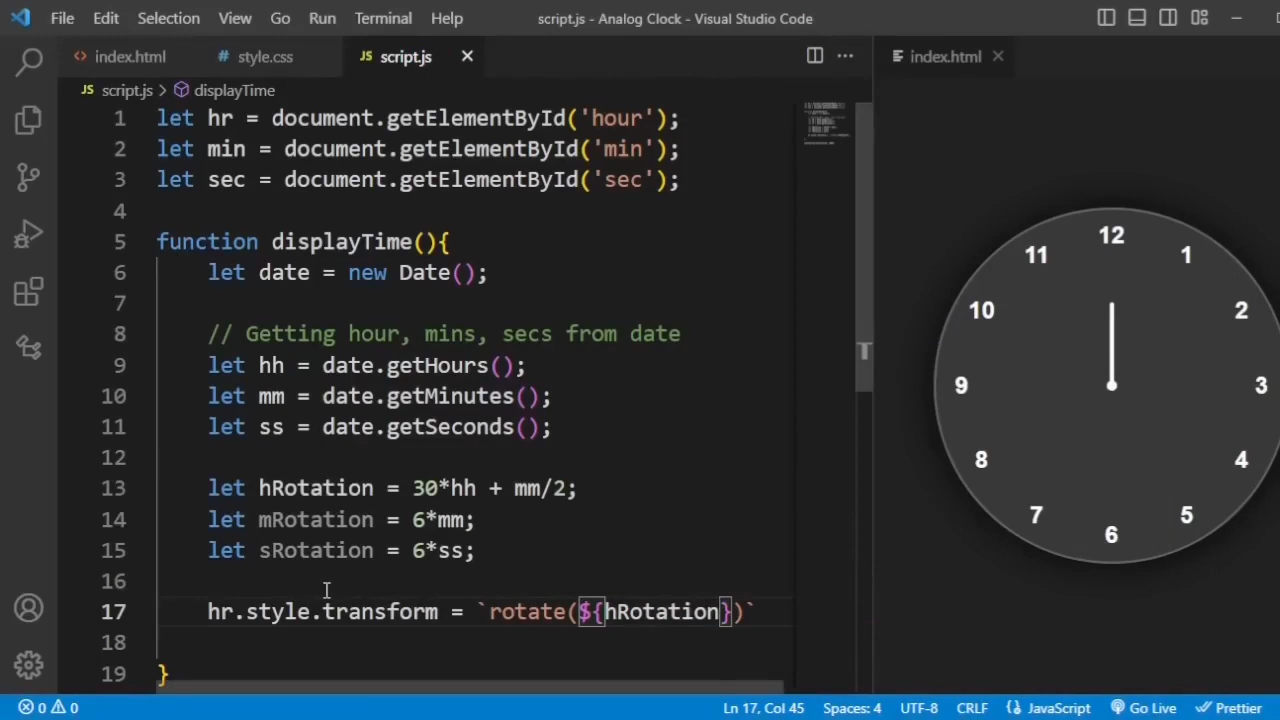 File Edit Selection View Go Run Terminal Help script.js - Analog Clock - Visual Studio Code
<> index.html # style.css JS script.js × index.html ×
JS script.js > displayTime
1 let hr = document.getElementById('hour');
2 let min = document.getElementById('min');
3 let sec = document.getElementById('sec');
4
5 function displayTime(){
6 let date = new Date();
7
8 // Getting hour, mins, secs from date
9 let hh = date.getHours();
10 let mm = date.getMinutes();
11 let ss = date.getSeconds();
12
13 let hRotation = 30*hh + mm/2;
14 let mRotation = 6*mm;
15 let sRotation = 6*ss;
16
17 hr.style.transform = `rotate(${hRotation})`
18
19 }
12
11 1
10 2
9 3
8 4
7 5
6
0 0 Ln 17, Col 45 Spaces: 4 UTF-8 CRLF JavaScript Go Live Prettier